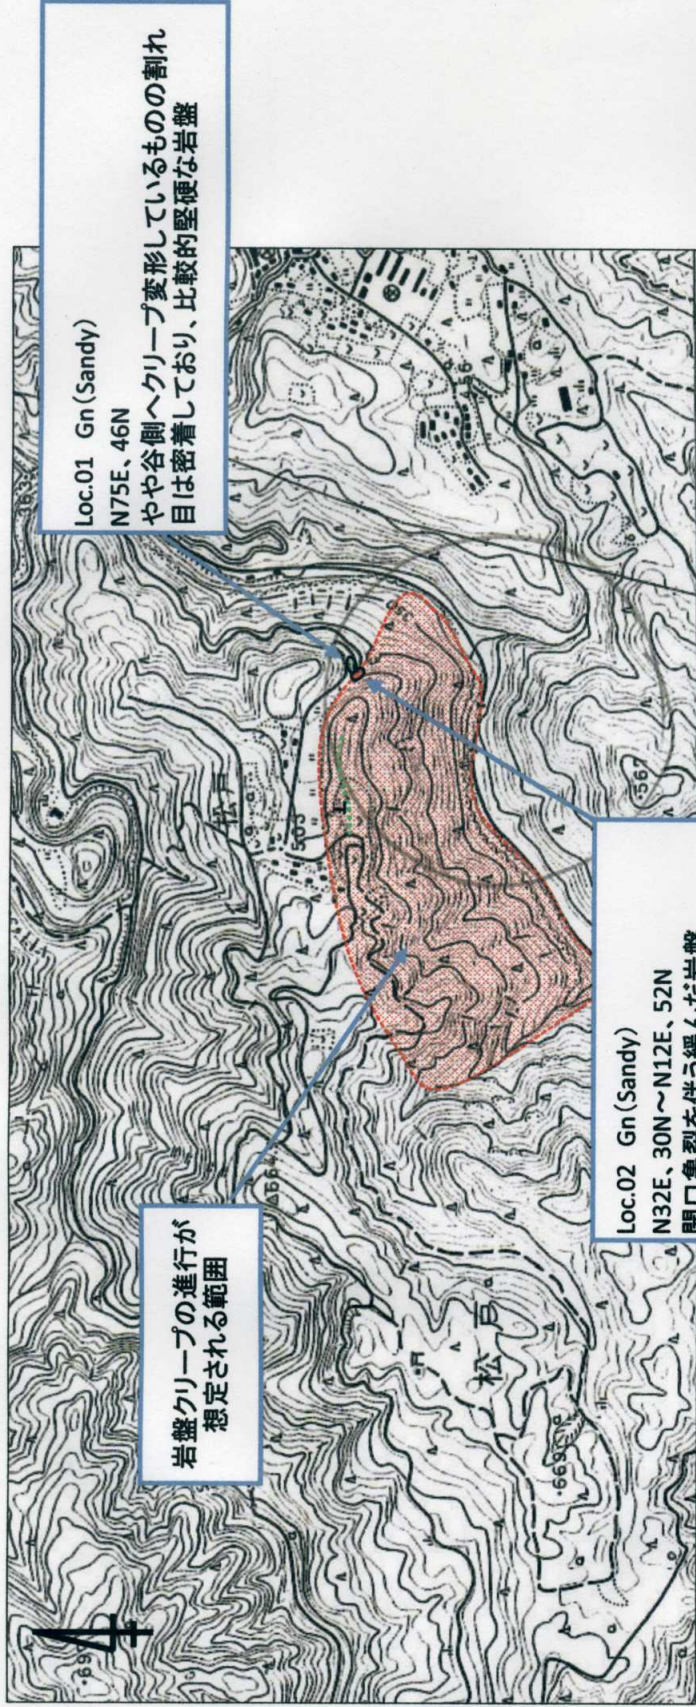 Loc.01 Gn(Sandy)
N75E、46N
やや谷側へクリープ変形しているものの割れ
目は密着しており、比較的堅硬な岩盤
岩盤クリープの進行が
想定される範囲
Loc.02 Gn(Sandy)
N32E、30N～N12E、52N
開口亀裂を伴う緩んだ岩盤
松戸
松戸
503
567
669
4